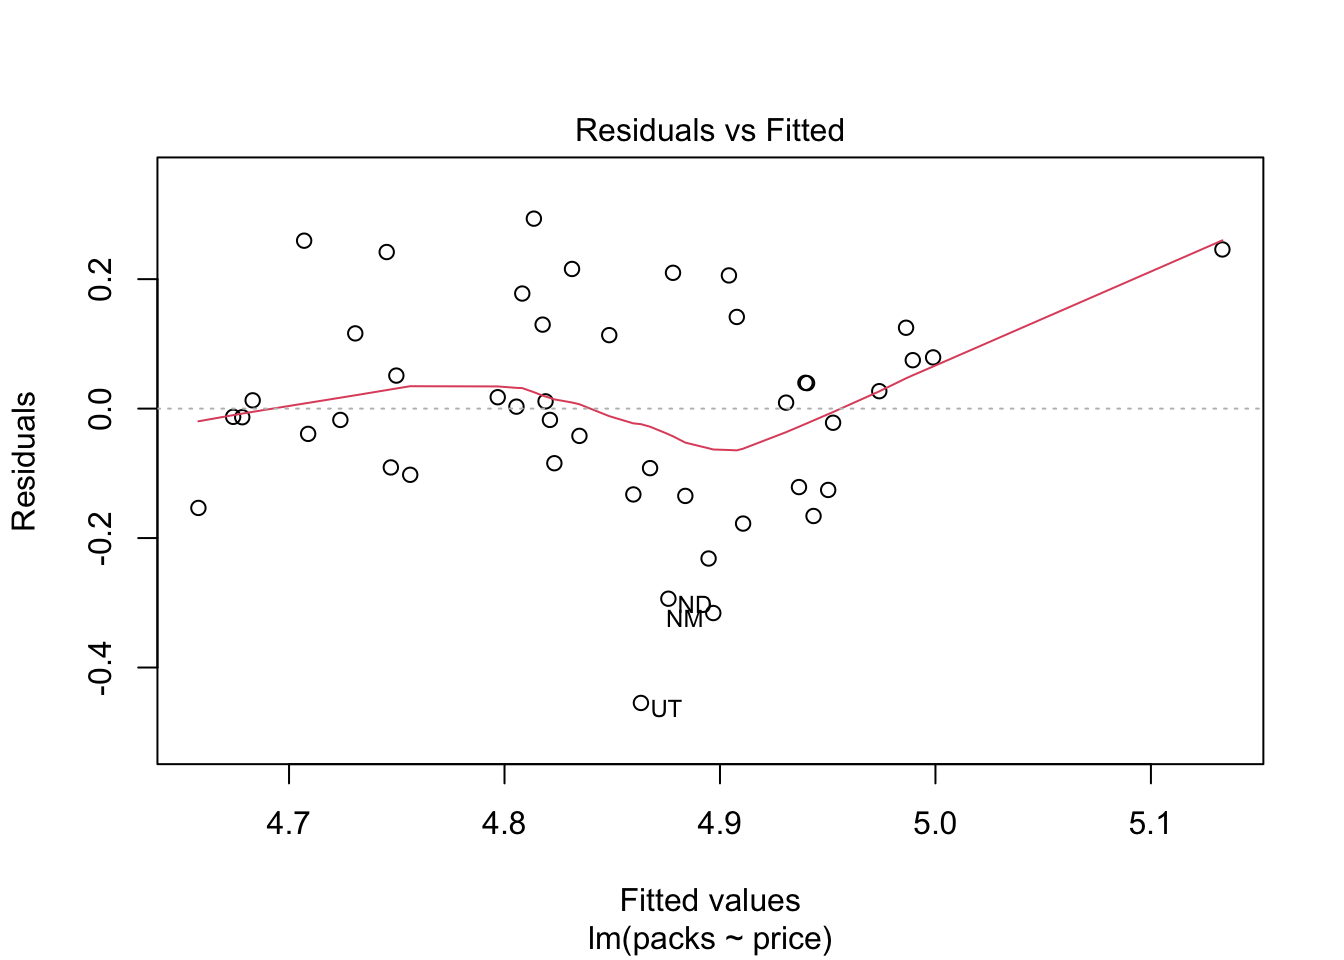 Residuals vs Fitted
Residuals
0.2
0.0
-0.2
-0.4
ND
NM
UT
4.7 4.8 4.9 5.0 5.1
Fitted values
lm(packs ~ price)